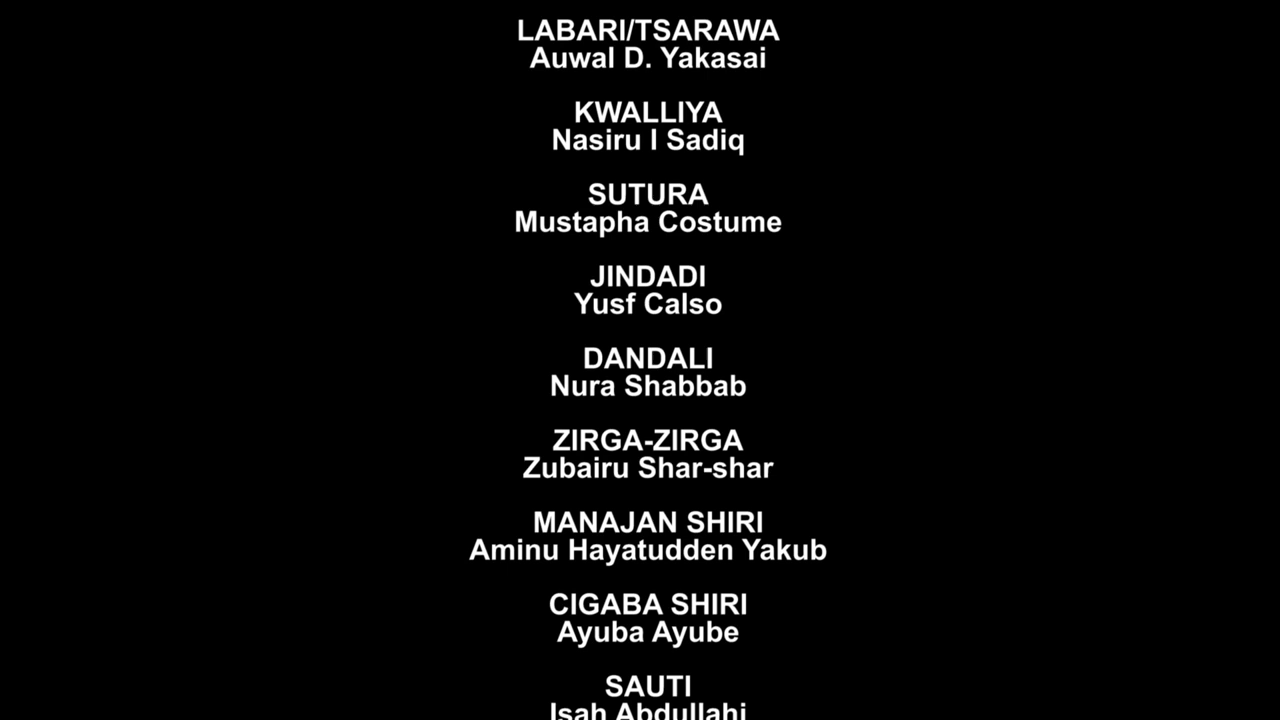 LABARI/TSARAWA
Auwal D. Yakasai
KWALLIYA
Nasiru I Sadiq
SUTURA
Mustapha Costume
JINDADI
Yusf Calso
DANDALI
Nura Shabbab
ZIRGA-ZIRGA
Zubairu Shar-shar
MANAJAN SHIRI
Aminu Hayatudden Yakub
CIGABA SHIRI
Ayuba Ayube
SAUTI
Isah Abdullahi